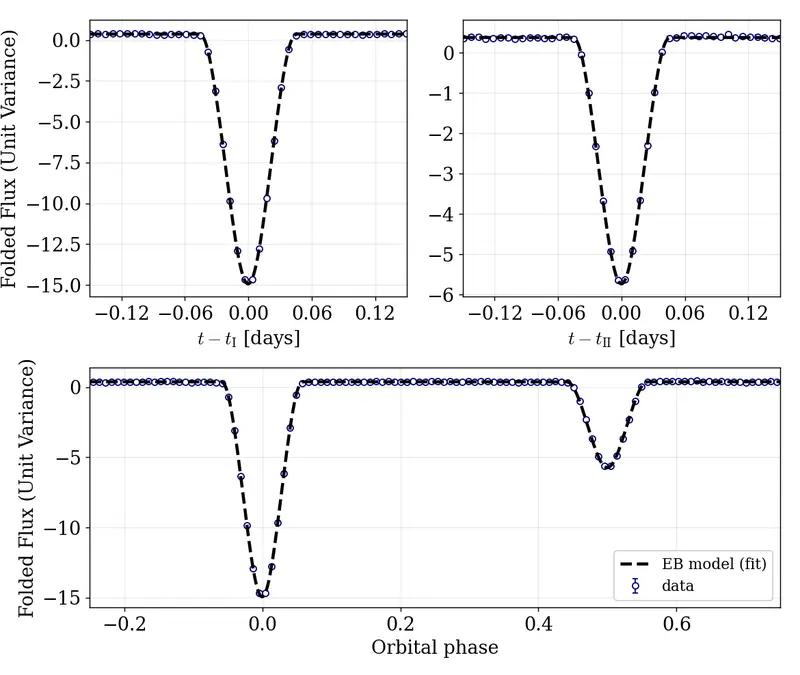 Folded Flux (Unit Variance)
0.0
−2.5
−5.0
−7.5
−10.0
−12.5
−15.0
−0.12 −0.06 0.00 0.06 0.12
t − t_I [days]
0
−1
−2
−3
−4
−5
−6
−0.12 −0.06 0.00 0.06 0.12
t − t_II [days]
Folded Flux (Unit Variance)
0
−5
−10
−15
EB model (fit)
data
−0.2 0.0 0.2 0.4 0.6
Orbital phase